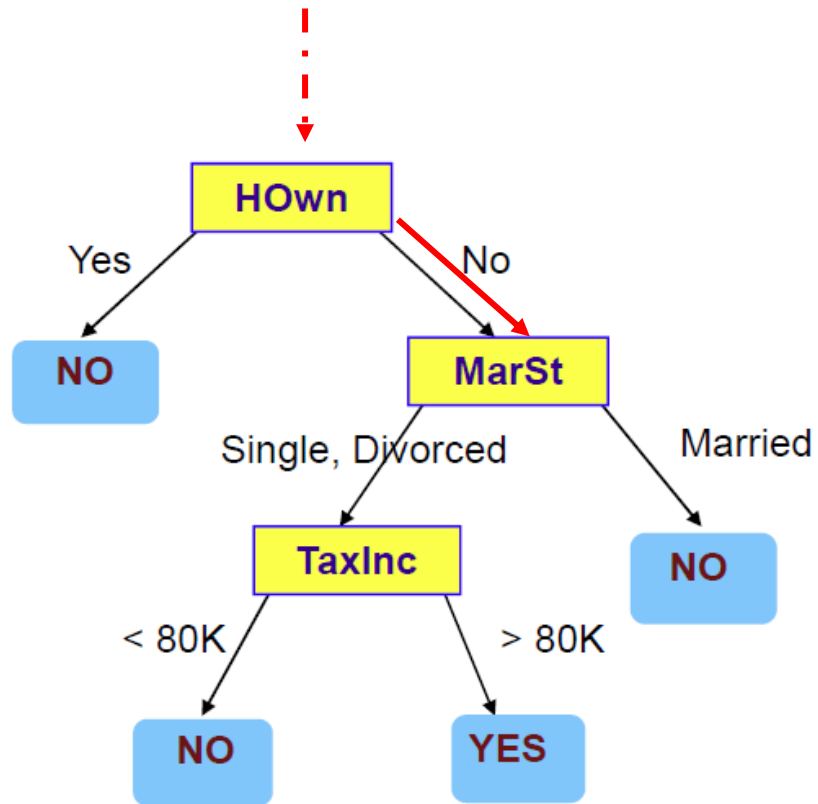 HOwn
Yes
No
NO
MarSt
Single, Divorced
Married
TaxInc
NO
< 80K
> 80K
NO
YES